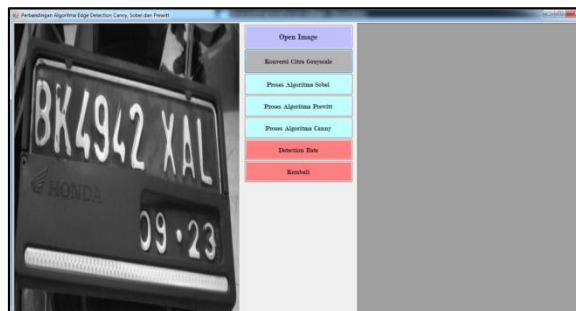 Perbandingan Algoritma Edge Detection Canny, Sobel dan Prewitt
Open Image
Konversi Citra Grayscale
Proses Algoritma Sobel
Proses Algoritma Prewitt
Proses Algoritma Canny
Detection Rate
Kembali
BK4942 XAL
HONDA
09·23